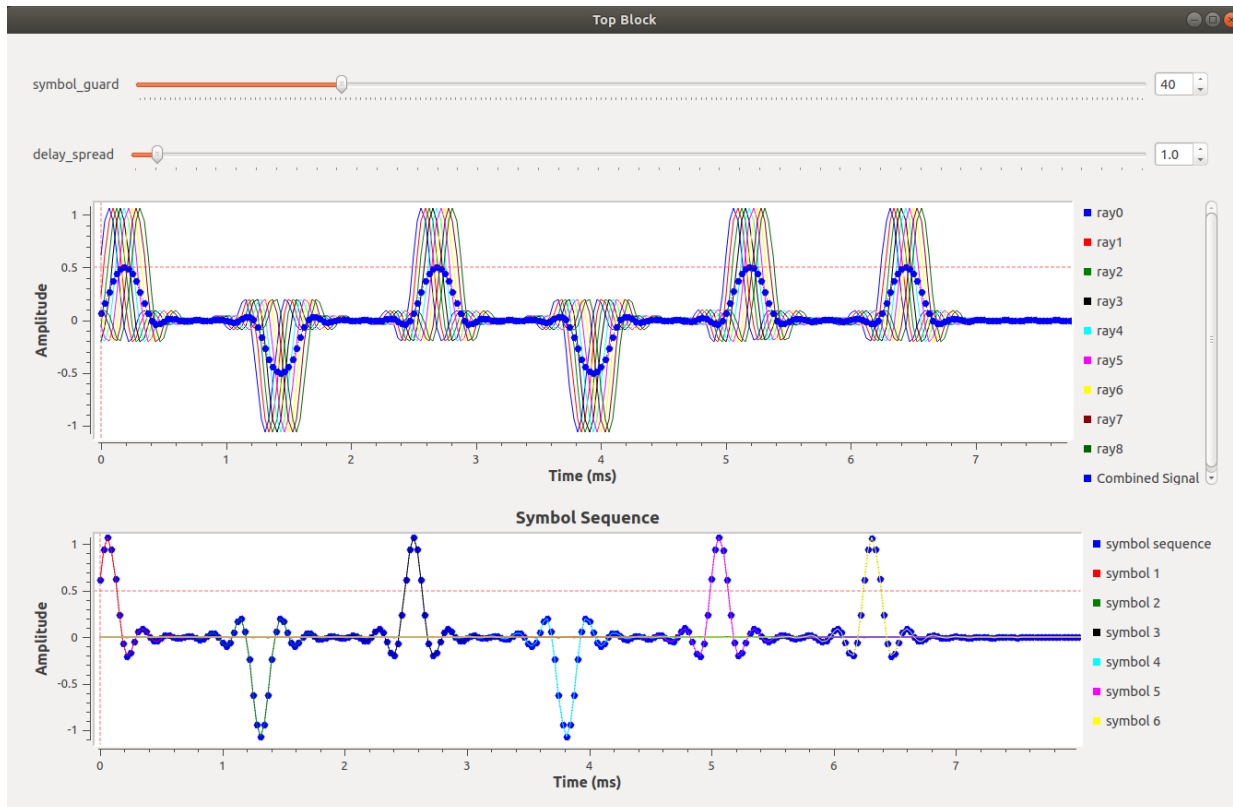 Top Block
symbol_guard
40
delay_spread
1.0
1
0.5
0
-0.5
-1
Amplitude
0 1 2 3 4 5 6 7
Time (ms)
ray0
ray1
ray2
ray3
ray4
ray5
ray6
ray7
ray8
Combined Signal
Symbol Sequence
1
0.5
0
-0.5
-1
Amplitude
0 1 2 3 4 5 6 7
Time (ms)
symbol sequence
symbol 1
symbol 2
symbol 3
symbol 4
symbol 5
symbol 6